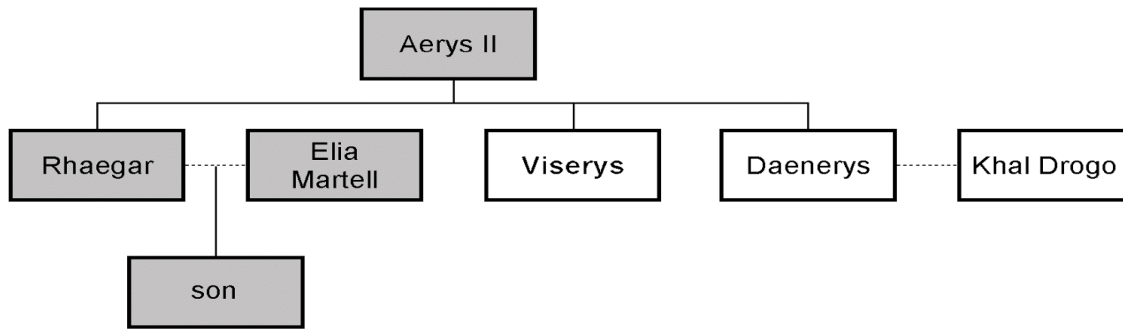 Aerys II
Rhaegar
Elia
Martell
Viserys
Daenerys
Khal Drogo
son